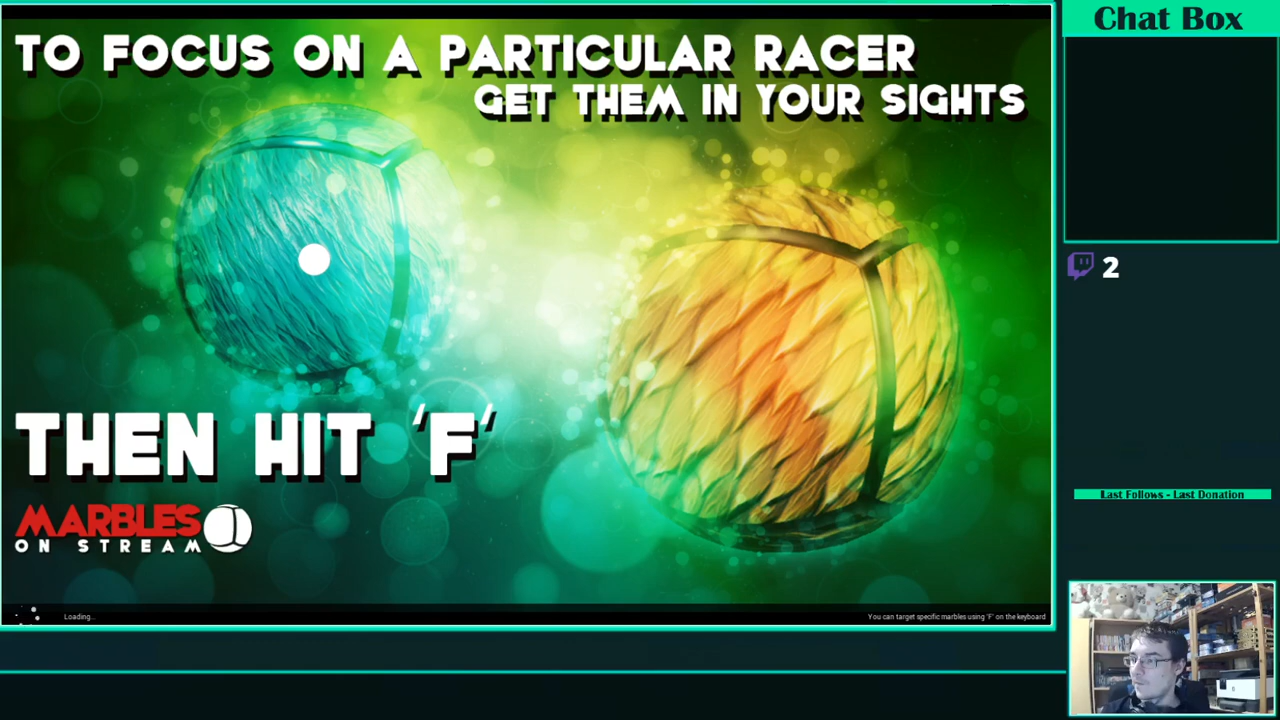 TO FOCUS ON A PARTICULAR RACER
GET THEM IN YOUR SIGHTS
THEN HIT 'F'
MARBLES
ON STREAM
Loading...
You can target specific marbles using 'F' on the keyboard
Chat Box
2
Last Follows - Last Donation